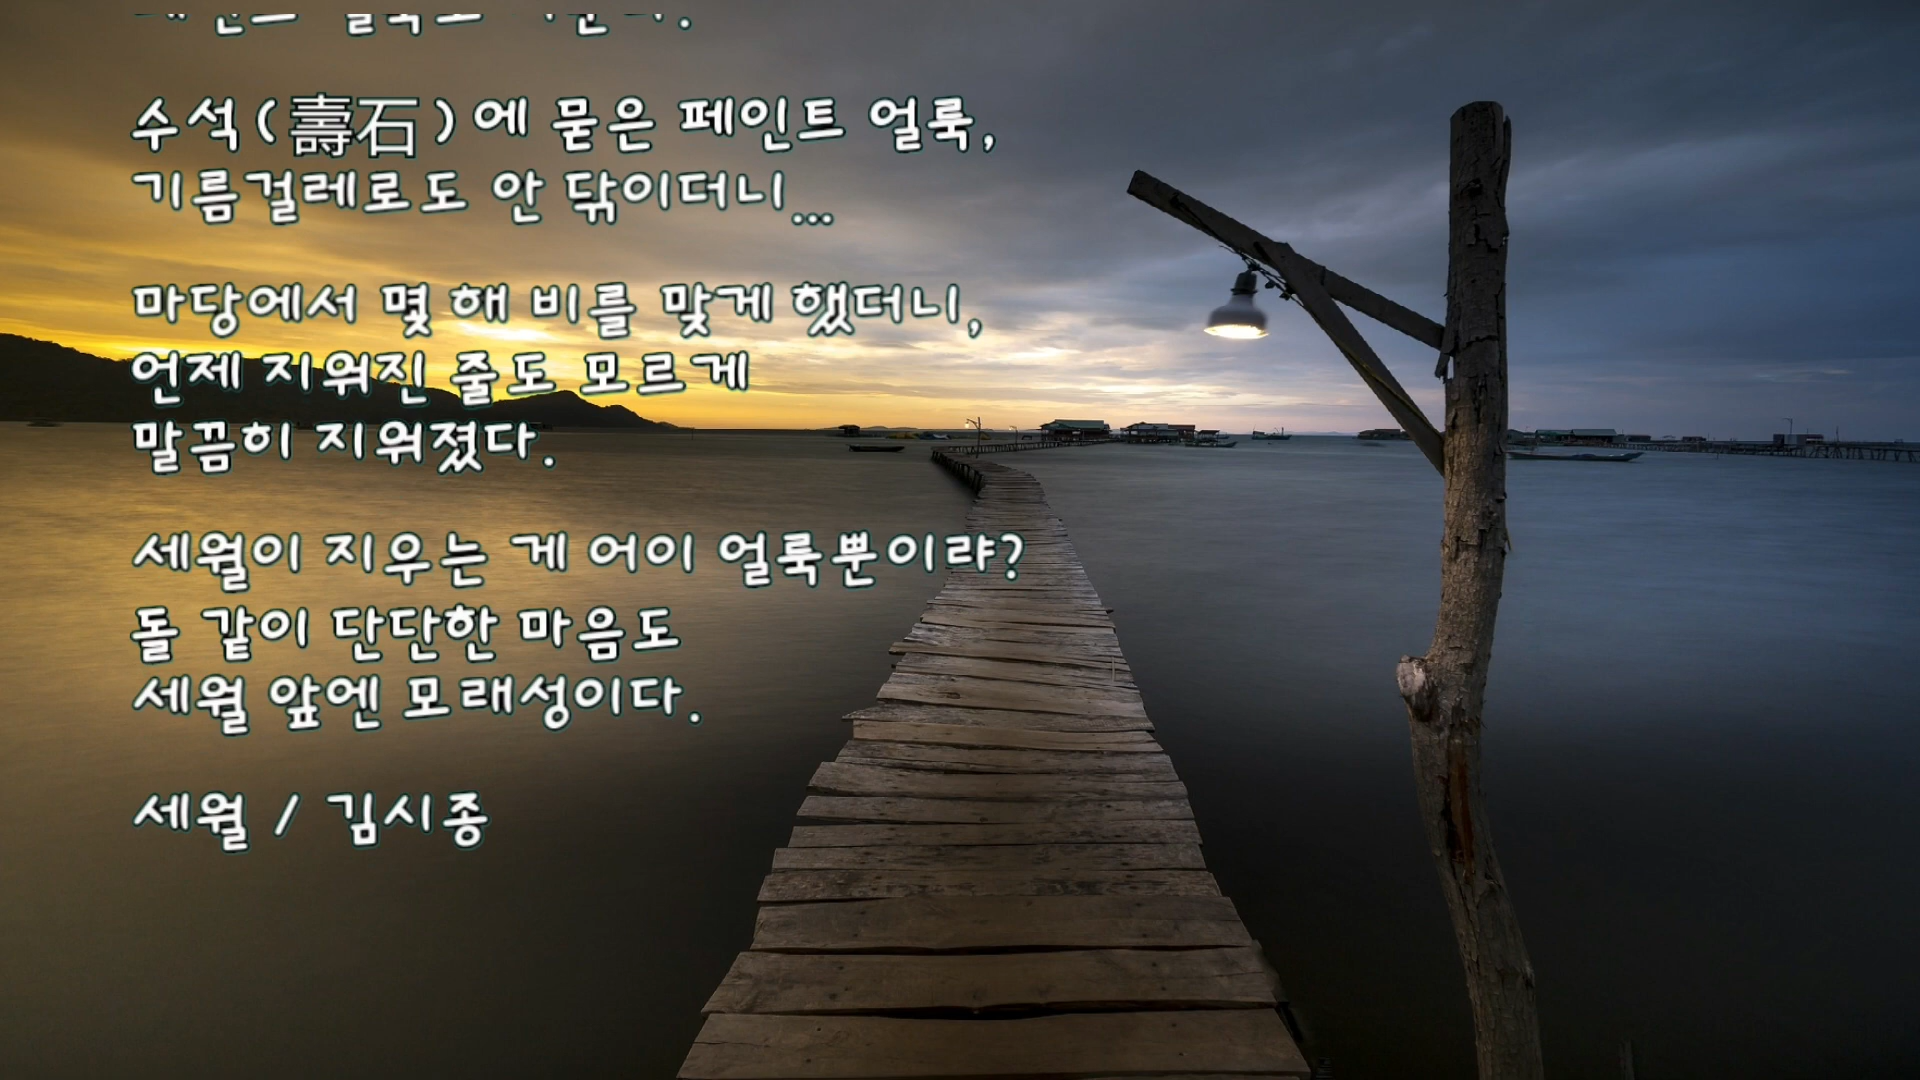 수석(壽石)에 묻은 페인트 얼룩,
기름걸레로도 안 닦이더니...
마당에서 몇 해 비를 맞게 했더니,
언제 지워진 줄도 모르게
말끔히 지워졌다.
세월이 지우는 게 어이 얼룩뿐이랴?
돌 같이 단단한 마음도
세월 앞엔 모래성이다.
세월 / 김시종